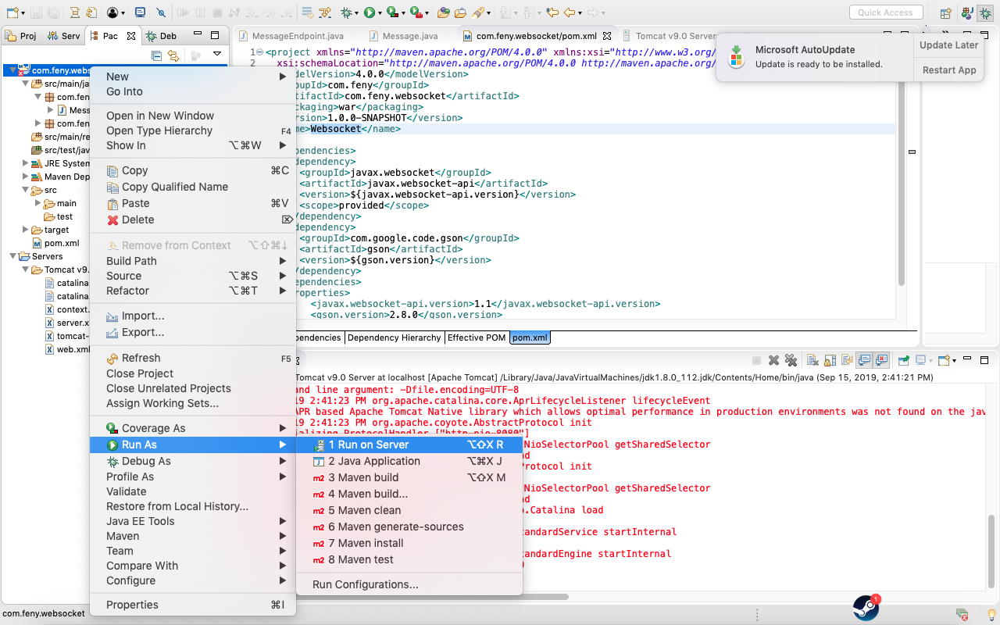 Quick Access
Proj
Serv
Pac
Deb
MessageEndpoint.java
Message.java
com.feny.websocket/pom.xml
Tomcat v9.0 Server
Microsoft AutoUpdate
Update is ready to be installed.
Update Later
Restart App
com.feny.webs
src/main/ja
com.fen
Mess
com.fen
src/main/re
src/test/jav
JRE System
Maven Dep
src
main
test
target
pom.xml
Servers
Tomcat v9.
catalina
catalina
context.
server.x
tomcat-
web.xml
New
Go Into
Open in New Window
Open Type Hierarchy F4
Show In ⌥⌘W
Copy ⌘C
Copy Qualified Name
Paste ⌘V
Delete ⌦
Remove from Context ⌥⇧⌘↓
Build Path
Source ⌥⌘S
Refactor ⌥⌘T
Import...
Export...
Refresh F5
Close Project
Close Unrelated Projects
Assign Working Sets...
Coverage As
Run As
Debug As
Profile As
Validate
Restore from Local History...
Java EE Tools
Maven
Team
Compare With
Configure
Properties ⌘I
1 Run on Server ⌥⇧X R
2 Java Application ⌥⌘X J
m2 3 Maven build ⌥⇧X M
m2 4 Maven build...
m2 5 Maven clean
m2 6 Maven generate-sources
m2 7 Maven install
m2 8 Maven test
Run Configurations...
1 <project xmlns="http://maven.apache.org/POM/4.0.0" xmlns:xsi="http://www.w3.org/
2 xsi:schemaLocation="http://maven.apache.org/POM/4.0.0 http://maven.apache.
odelVersion>4.0.0</modelVersion>
oupId>com.feny</groupId>
tifactId>com.feny.websocket</artifactId>
ckaging>war</packaging>
rsion>1.0.0-SNAPSHOT</version>
me>Websocket</name>
pendencies>
dependency>
<groupId>javax.websocket</groupId>
<artifactId>javax.websocket-api</artifactId>
<version>${javax.websocket-api.version}</version>
<scope>provided</scope>
/dependency>
dependency>
<groupId>com.google.code.gson</groupId>
<artifactId>gson</artifactId>
<version>${gson.version}</version>
/dependency>
ependencies>
roperties>
<javax.websocket-api.version>1.1</javax.websocket-api.version>
<gson.version>2.8.0</gson.version>
pendencies
Dependency Hierarchy
Effective POM
pom.xml
Tomcat v9.0 Server at localhost [Apache Tomcat] /Library/Java/JavaVirtualMachines/jdk1.8.0_112.jdk/Contents/Home/bin/java (Sep 15, 2019, 2:41:21 PM)
and line argument: -Dfile.encoding=UTF-8
19 2:41:23 PM org.apache.catalina.core.AprLifecycleListener lifecycleEvent
APR based Apache Tomcat Native library which allows optimal performance in production environments was not found on the jav
19 2:41:23 PM org.apache.coyote.AbstractProtocol init
alizing ProtocolHandler ["http-nio-8080"]
NioSelectorPool getSharedSelector
d
rotocol init
NioSelectorPool getSharedSelector
d
.Catalina load
tandardService startInternal
tandardEngine startInternal
com.feny.websocket
1